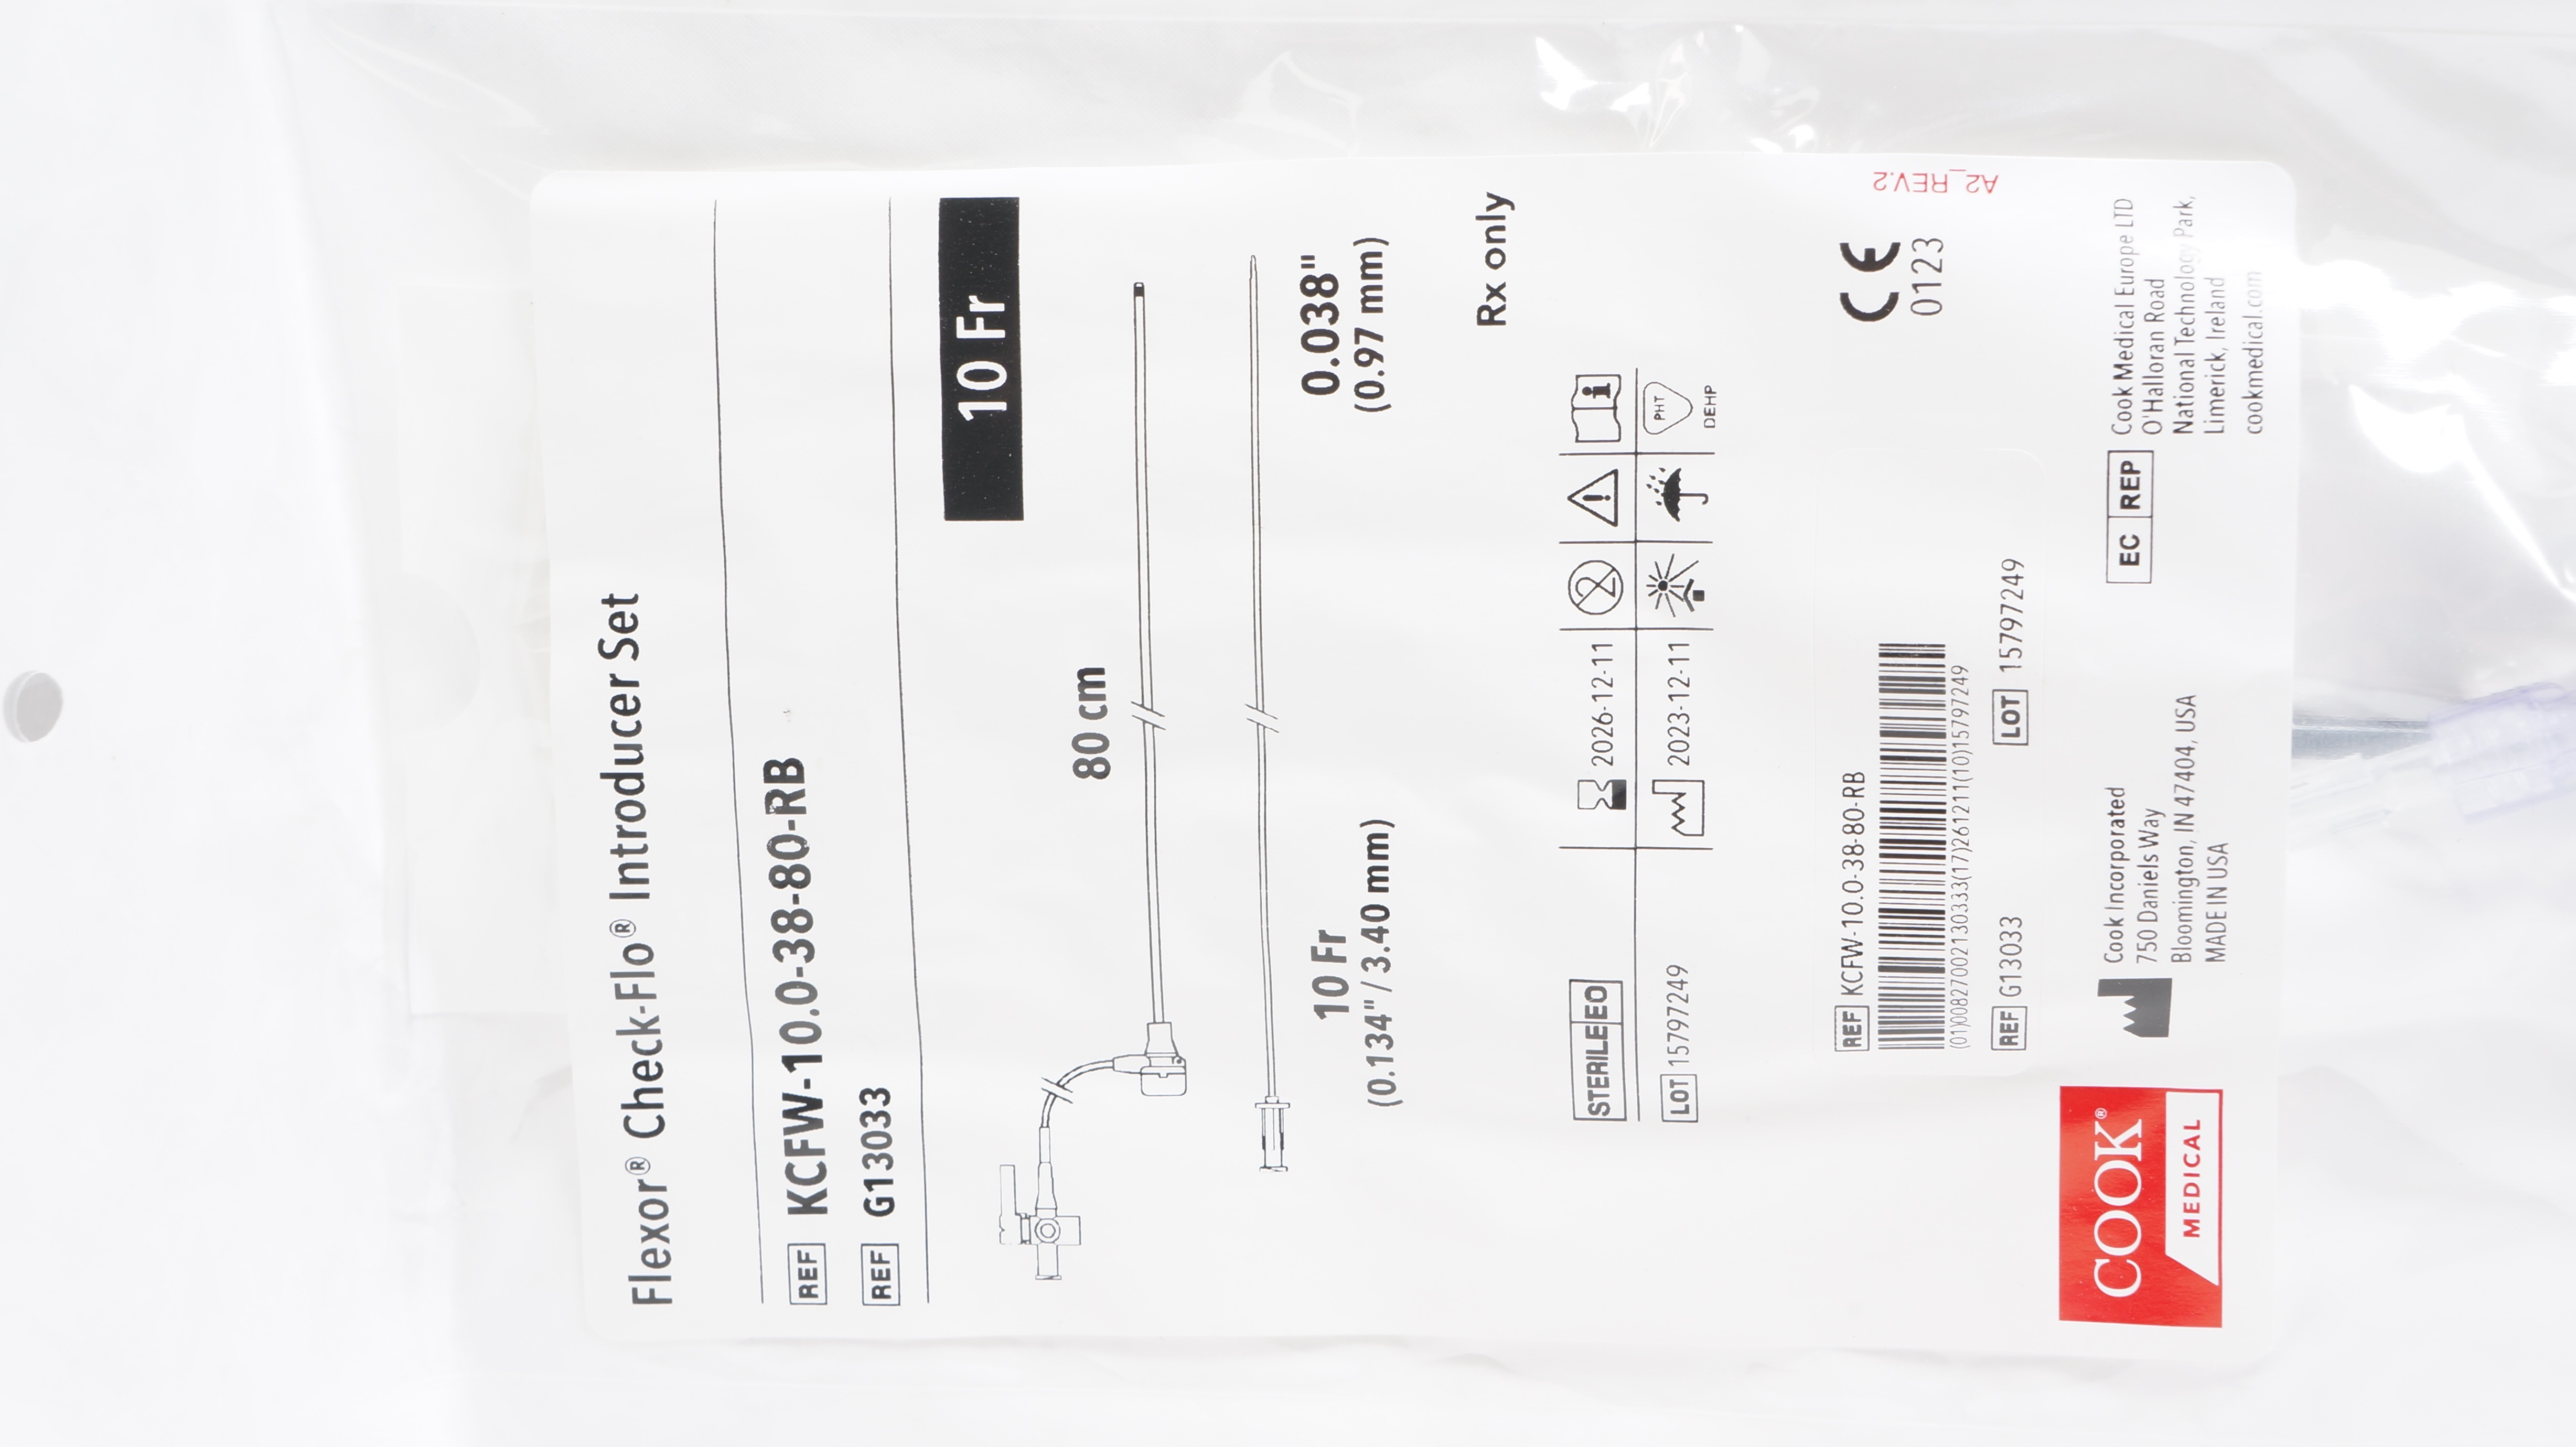 Flexor® Check-Flo® Introducer Set
REF KCFW-10.0-38-80-RB
REF G13033
10 Fr
80 cm
10 Fr
(0.134" / 3.40 mm)
0.038"
(0.97 mm)
Rx only
STERILE EO
2026-12-11
LOT 15797249
2023-12-11
PHT
DEHP
REF KCFW-10.0-38-80-RB
(01)00827002130333(17)261211(10)15797249
REF G13033
LOT 15797249
CE
0123
A2_REV.2
COOK®
MEDICAL
Cook Incorporated
750 Daniels Way
Bloomington, IN 47404, USA
MADE IN USA
EC REP
Cook Medical Europe LTD
O'Halloran Road
National Technology Park,
Limerick, Ireland
cookmedical.com